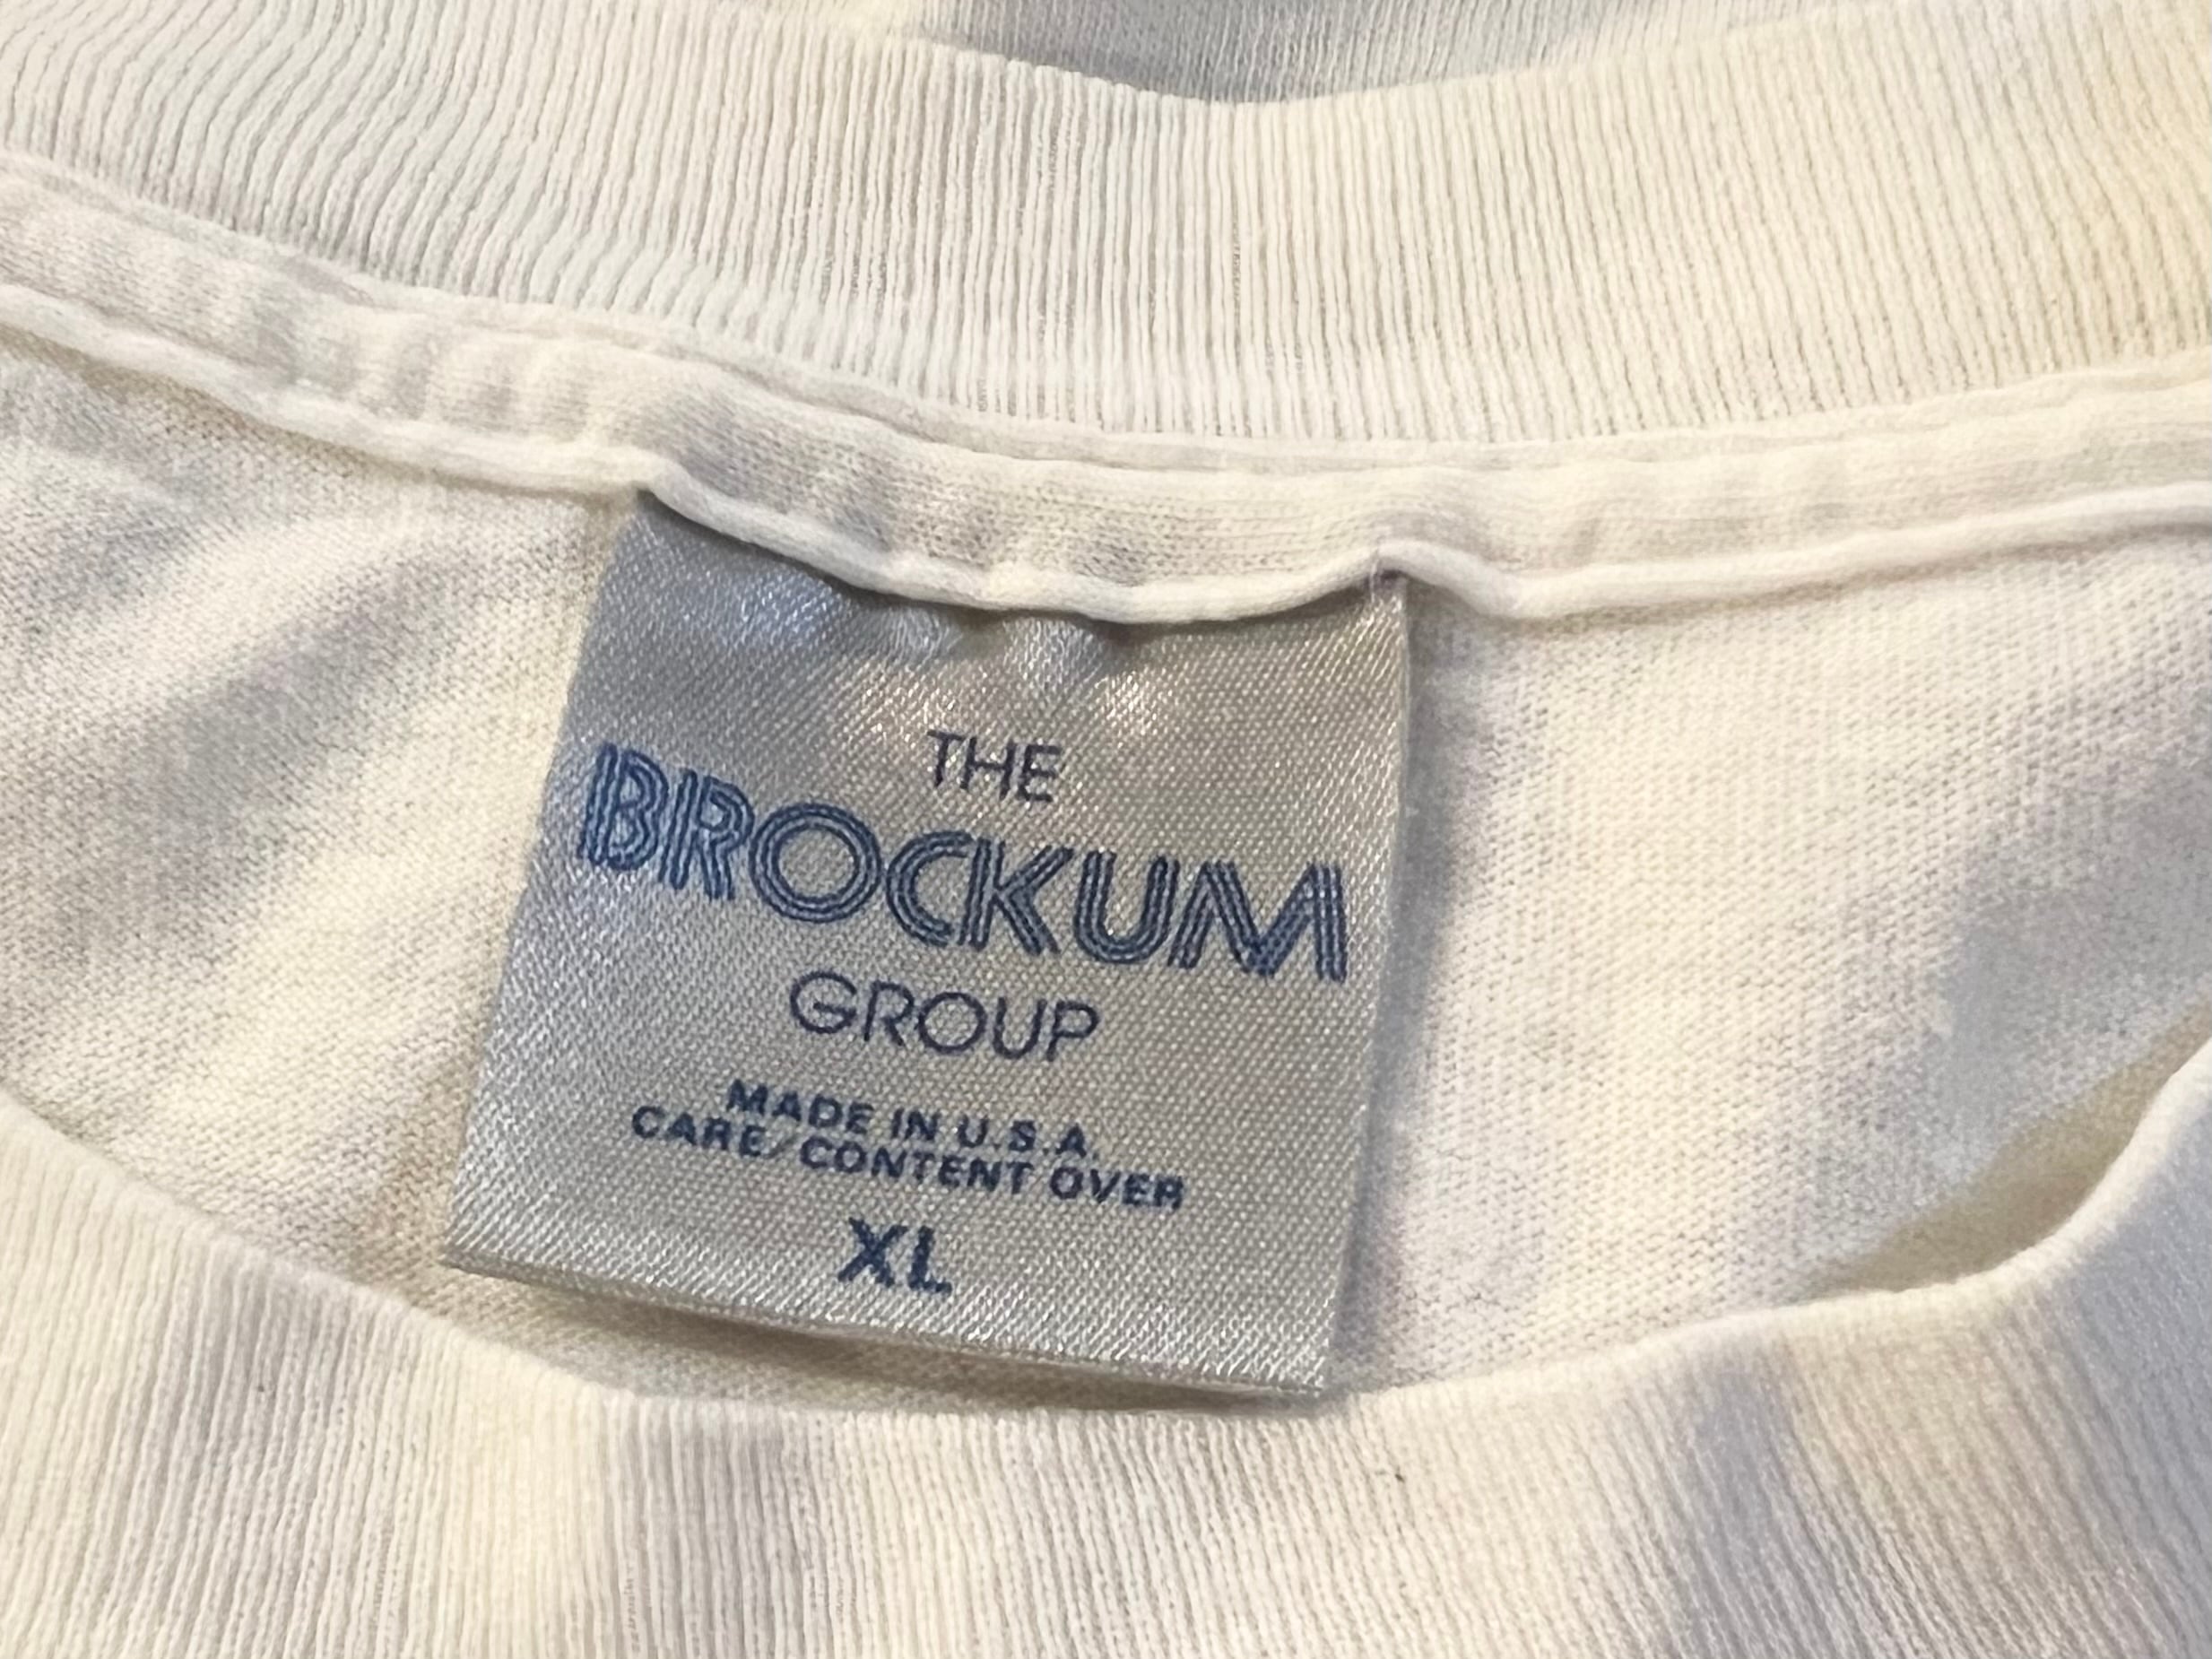 THE
BROCKUM
GROUP
MADE IN U.S.A.
CARE/CONTENT OVER
XL